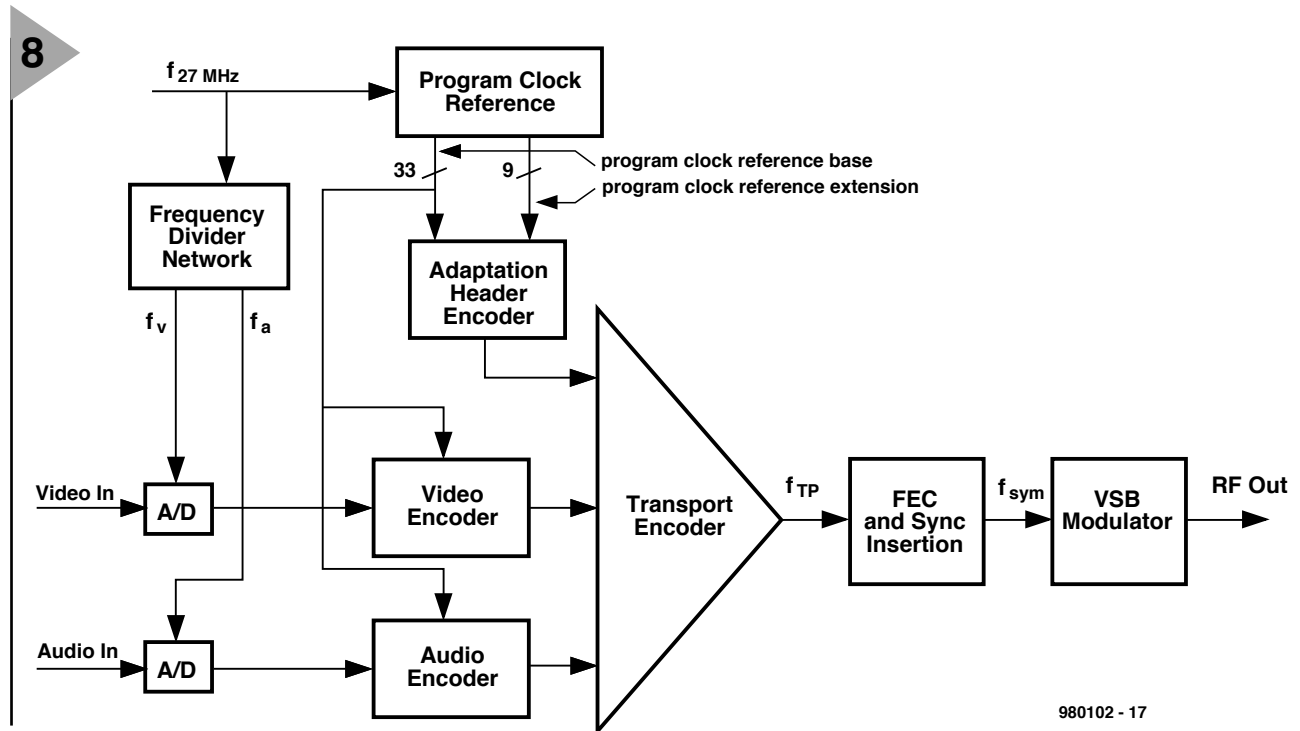 8
f 27 MHz
Program Clock
Reference
33
9
program clock reference base
program clock reference extension
Frequency
Divider
Network
Adaptation
Header
Encoder
f v
f a
Video In
A/D
Video
Encoder
Transport
Encoder
f TP
FEC
and Sync
Insertion
f sym
VSB
Modulator
RF Out
Audio In
A/D
Audio
Encoder
980102 - 17